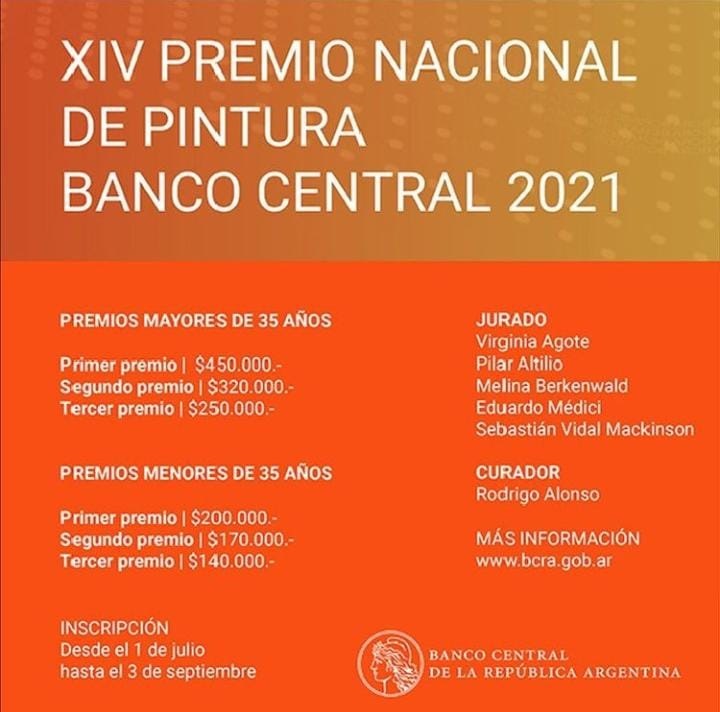 XIV PREMIO NACIONAL
DE PINTURA
BANCO CENTRAL 2021
PREMIOS MAYORES DE 35 AÑOS
Primer premio | $450.000.-
Segundo premio | $320.000.-
Tercer premio | $250.000.-
PREMIOS MENORES DE 35 AÑOS
Primer premio | $200.000.-
Segundo premio | $170.000.-
Tercer premio | $140.000.-
INSCRIPCIÓN
Desde el 1 de julio
hasta el 3 de septiembre
JURADO
Virginia Agote
Pilar Altilio
Melina Berkenwald
Eduardo Médici
Sebastián Vidal Mackinson
CURADOR
Rodrigo Alonso
MÁS INFORMACIÓN
www.bcra.gob.ar
BANCO CENTRAL
DE LA REPÚBLICA ARGENTINA